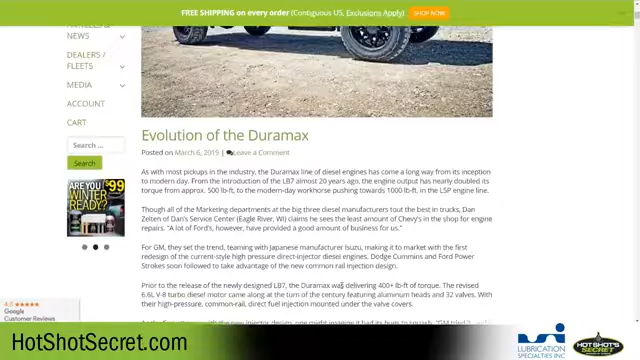 FREE SHIPPING on every order (Contiguous US, Exclusions Apply) SHOP NOW
NEWS
DEALERS /
FLEETS
MEDIA
ACCOUNT
CART
Search ...
Search
ARE YOU
WINTER
READY?
$99
4.6
Google
Customer Reviews
Evolution of the Duramax
Posted on March 6, 2019 | Leave a Comment
As with most pickups in the industry, the Duramax line of diesel engines has come a long way from its inception
to modern day. From the introduction of the LB7 almost 20 years ago, the engine output has nearly doubled its
torque from approx. 500 lb-ft, to the modern-day workhorse pushing towards 1000 lb-ft, in the L5P engine line.
Though all of the Marketing departments at the big three diesel manufacturers tout the best in trucks, Dan
Zelten of Dan's Service Center (Eagle River, WI) claims he sees the least amount of Chevy's in the shop for engine
repairs. "A lot of Ford's, however, have provided a good amount of business for us."
For GM, they set the trend, teaming with Japanese manufacturer Isuzu, making it to market with the first
redesign of the current-style high pressure direct-injector diesel engines. Dodge Cummins and Ford Power
Strokes soon followed to take advantage of the new common rail injection design.
Prior to the release of the newly designed LB7, the Duramax was delivering 400+ lb-ft of torque. The revised
6.6L V-8 turbo diesel motor came along at the turn of the century featuring aluminum heads and 32 valves. With
their high-pressure, common-rail, direct fuel injection mounted under the valve covers.
HotShotSecret.com
LUBRICATION
SPECIALTIES INC
HOT SHOT'S
SECRET